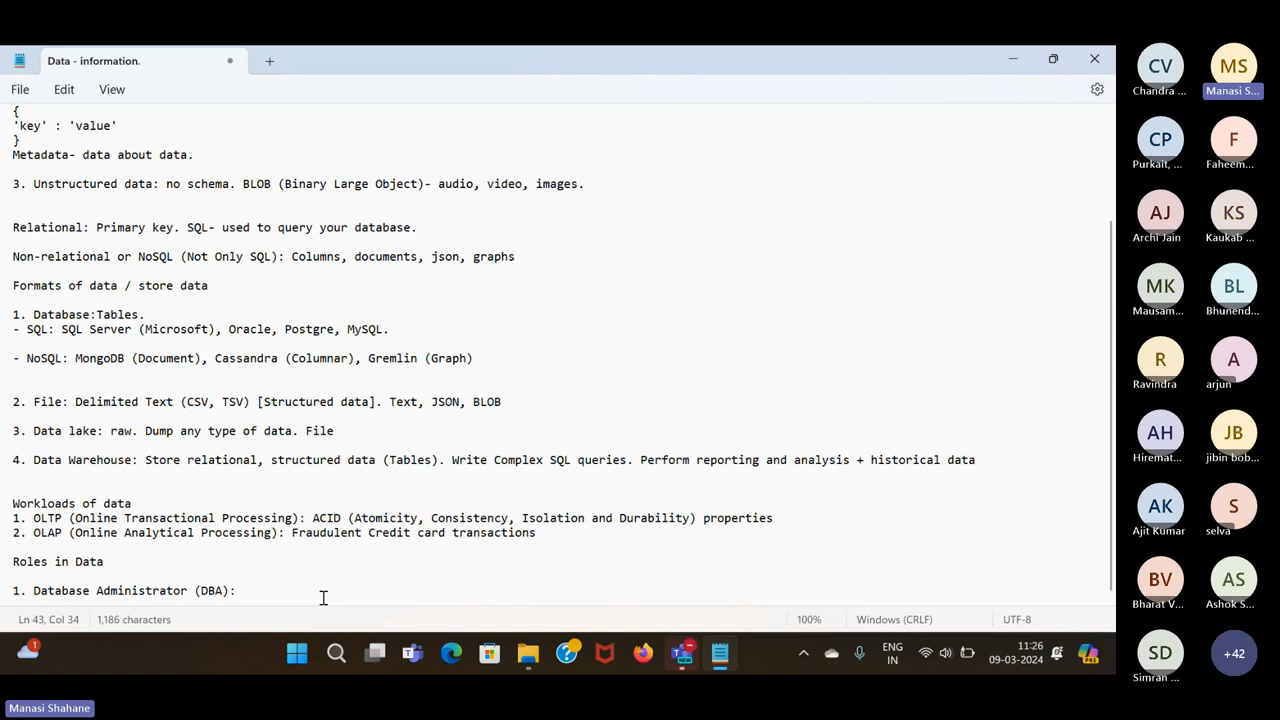 Data - information.
File Edit View
{
'key' : 'value'
}
Metadata- data about data.
3. Unstructured data: no schema. BLOB (Binary Large Object)- audio, video, images.
Relational: Primary key. SQL- used to query your database.
Non-relational or NoSQL (Not Only SQL): Columns, documents, json, graphs
Formats of data / store data
1. Database:Tables.
- SQL: SQL Server (Microsoft), Oracle, Postgre, MySQL.
- NoSQL: MongoDB (Document), Cassandra (Columnar), Gremlin (Graph)
2. File: Delimited Text (CSV, TSV) [Structured data]. Text, JSON, BLOB
3. Data lake: raw. Dump any type of data. File
4. Data Warehouse: Store relational, structured data (Tables). Write Complex SQL queries. Perform reporting and analysis + historical data
Workloads of data
1. OLTP (Online Transactional Processing): ACID (Atomicity, Consistency, Isolation and Durability) properties
2. OLAP (Online Analytical Processing): Fraudulent Credit card transactions
Roles in Data
1. Database Administrator (DBA):
Ln 43, Col 34 1,186 characters 100% Windows (CRLF) UTF-8
1 NEW ENG IN 11:26 09-03-2024 PRE
Manasi Shahane
CV MS
Chandra ... Manasi S...
CP F
Purkait, ... Faheem...
AJ KS
Archi Jain Kaukab ...
MK BL
Mausam... Bhunend...
R A
Ravindra arjun
AH JB
Hiremat... jibin bob...
AK S
Ajit Kumar selva
BV AS
Bharat V... Ashok S...
SD +42
Simran ...